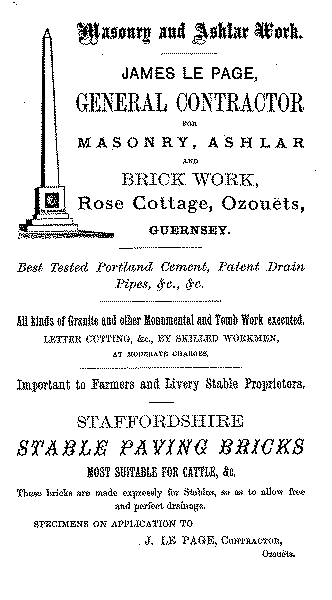 Masonry and Ashlar Work.
JAMES LE PAGE,
GENERAL CONTRACTOR
FOR
MASONRY, ASHLAR
AND
BRICK WORK,
Rose Cottage, Ozouëts,
GUERNSEY.
Best Tested Portland Cement, Patent Drain
Pipes, &c., &c.
All kinds of Granite and other Monumental and Tomb Work executed.
LETTER CUTTING, &c., BY SKILLED WORKMEN,
AT MODERATE CHARGES.
Important to Farmers and Livery Stable Proprietors.
STAFFORDSHIRE
STABLE PAVING BRICKS
MOST SUITABLE FOR CATTLE, &c.
These bricks are made expressly for Stables, so as to allow free
and perfect drainage.
SPECIMENS ON APPLICATION TO
J. LE PAGE, CONTRACTOR,
Ozouëts.